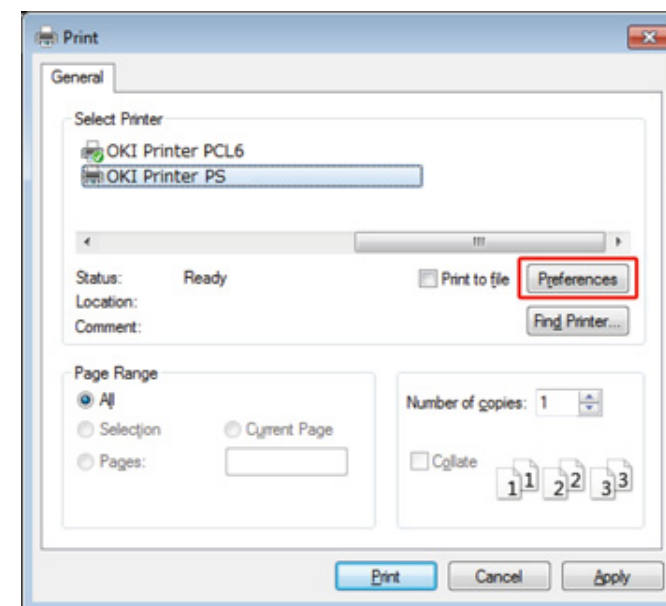 Print
General
Select Printer
OKI Printer PCL6
OKI Printer PS
Status: Ready
Print to file
Preferences
Location:
Comment:
Find Printer...
Page Range
All
Selection
Current Page
Pages:
Number of copies: 1
Collate
1 1 2 2 3 3
Print
Cancel
Apply